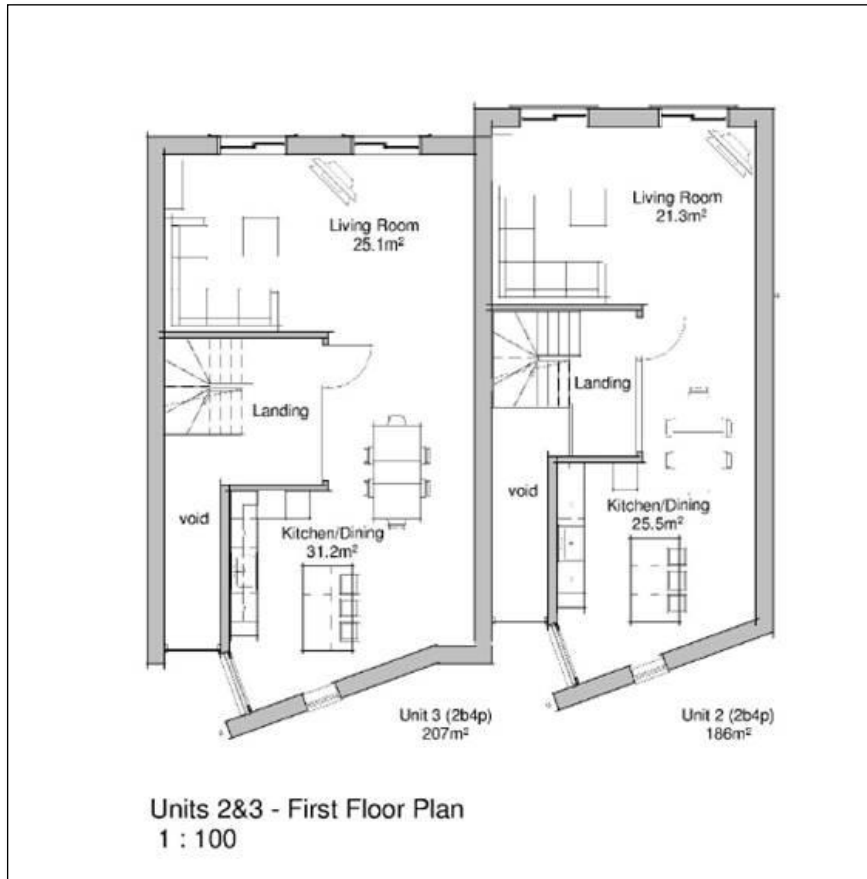 Living Room
25.1m²
Landing
void
Kitchen/Dining
31.2m²
Unit 3 (2b4p)
207m²
Living Room
21.3m²
Landing
void
Kitchen/Dining
25.5m²
Unit 2 (2b4p)
186m²
Units 2&3 - First Floor Plan
1 : 100